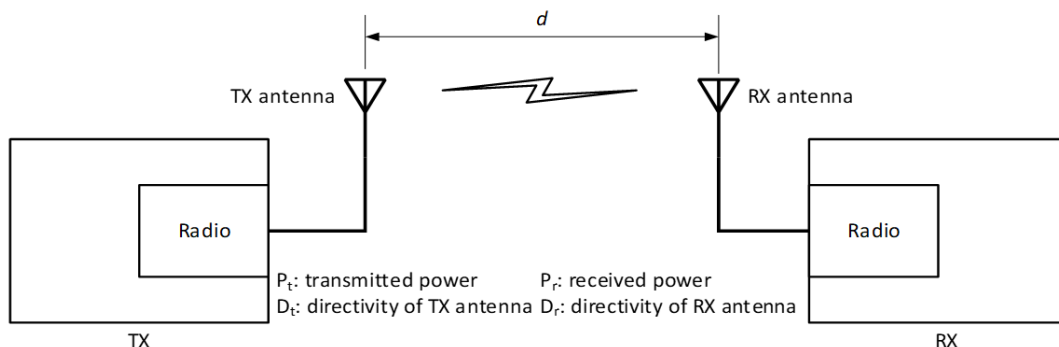 d
TX antenna
RX antenna
Radio
Radio
Pt: transmitted power
Dt: directivity of TX antenna
Pr: received power
Dr: directivity of RX antenna
TX
RX